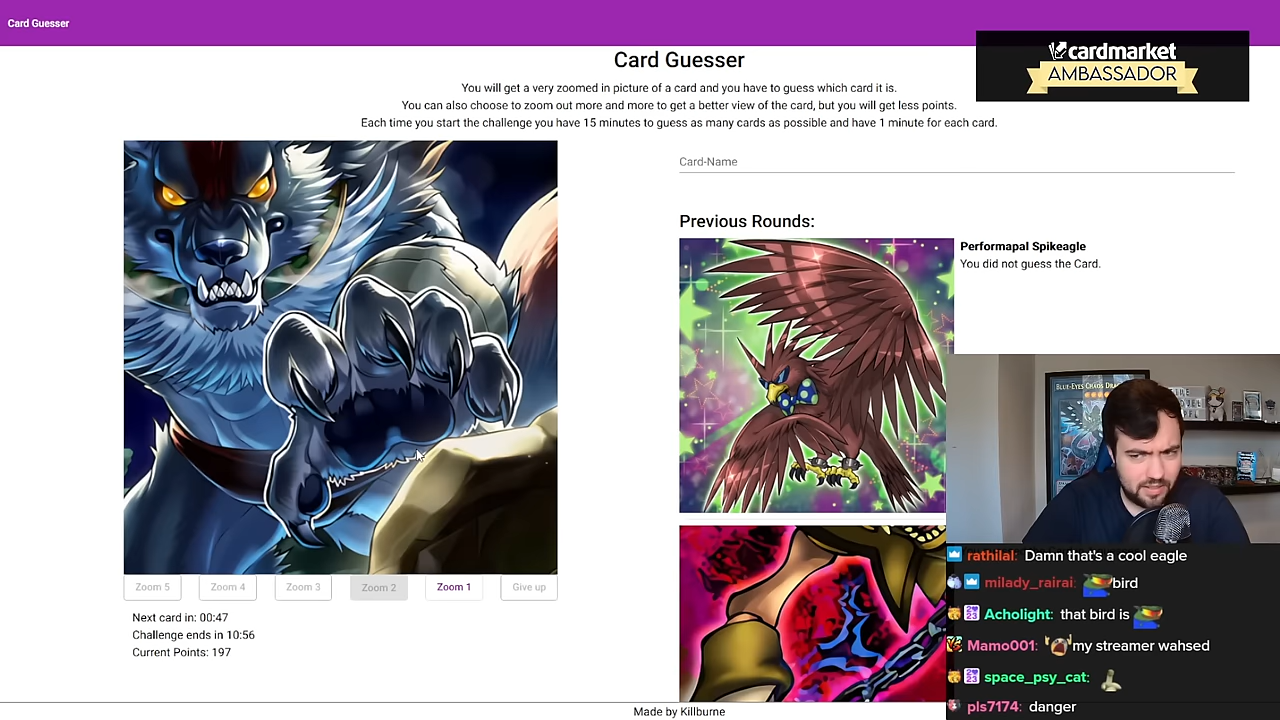 Card Guesser
cardmarket
AMBASSADOR
Card Guesser
You will get a very zoomed in picture of a card and you have to guess which card it is.
You can also choose to zoom out more and more to get a better view of the card, but you will get less points.
Each time you start the challenge you have 15 minutes to guess as many cards as possible and have 1 minute for each card.
Card-Name
Previous Rounds:
Performapal Spikeagle
You did not guess the Card.
BLUE-EYES CHAOS DRA
Zoom 5
Zoom 4
Zoom 3
Zoom 2
Zoom 1
Give up
Next card in: 00:47
Challenge ends in 10:56
Current Points: 197
rathilal: Damn that's a cool eagle
milady_rairai: bird
Acholight: that bird is
Mamo001: my streamer wahsed
space_psy_cat:
pls7174: danger
Made by Killburne